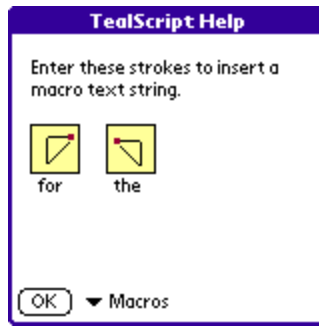 TealScript Help
Enter these strokes to insert a
macro text string.
for the
OK Macros